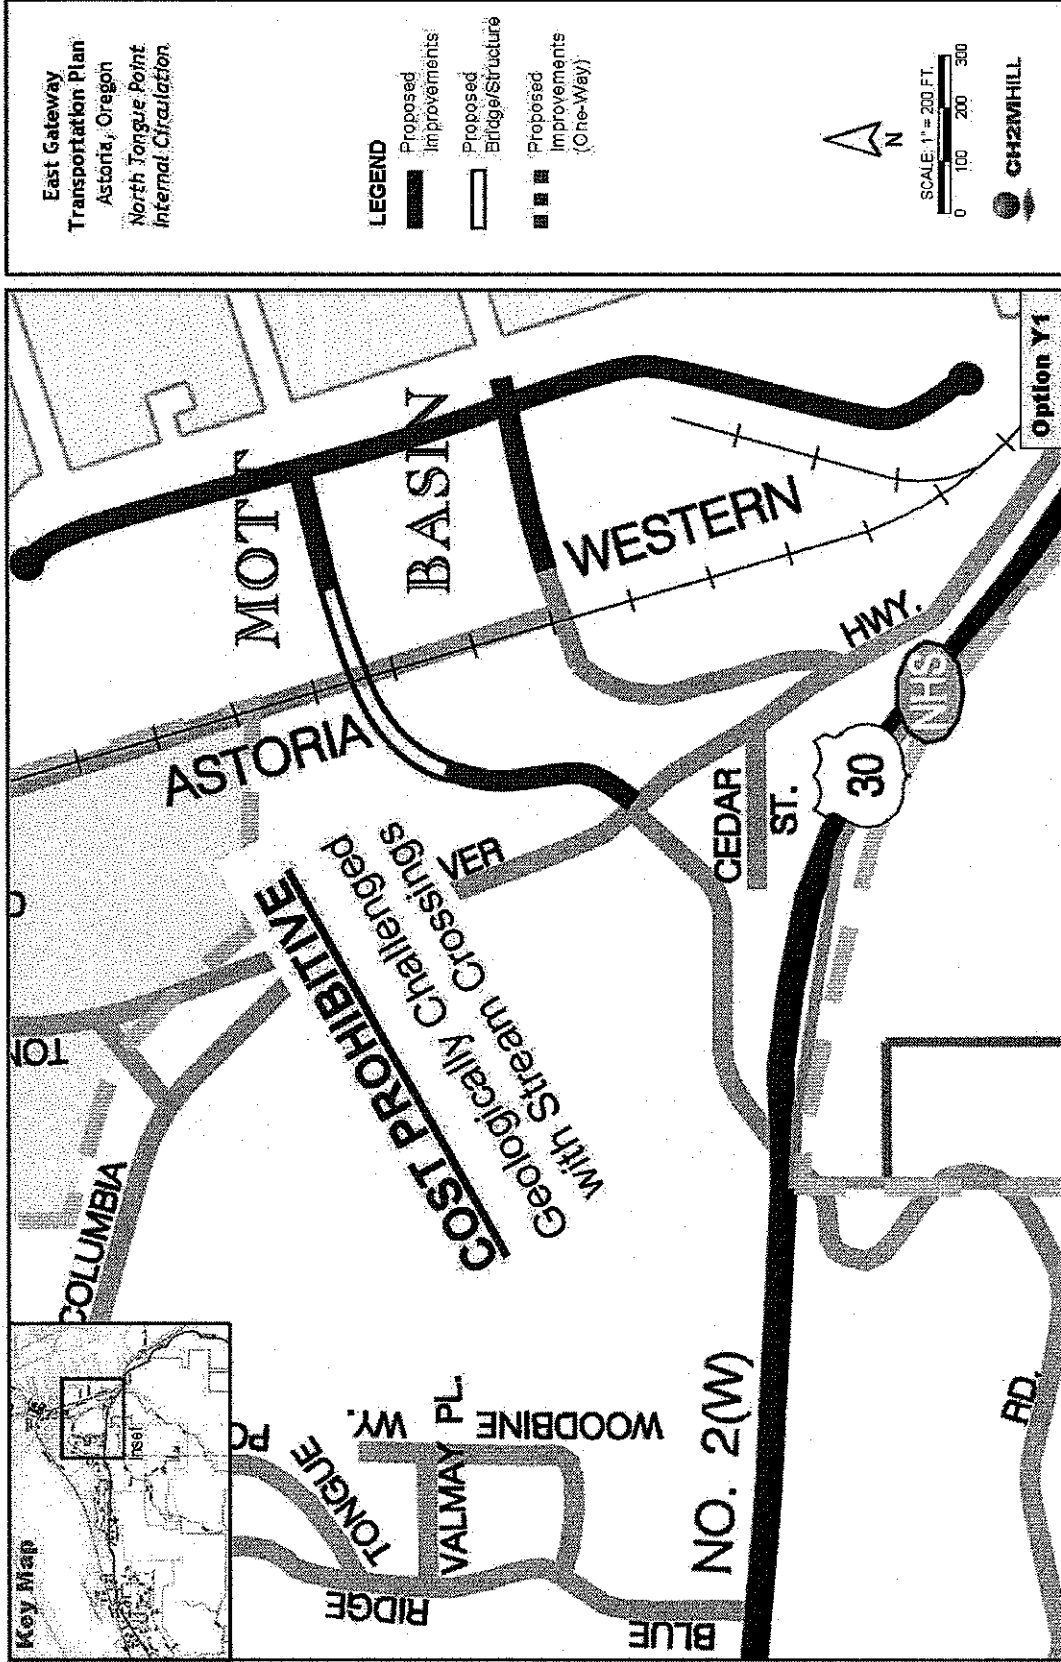 Key Map
Inset
COLUMBIA
TON
PO
TONGUE
WY.
VALMAY PL.
WOODBINE
RIDGE
BLUE
NO. 2(W)
RD.
COST PROHIBITIVE
Geologically Challenged
with Stream Crossings
VER
ASTORIA
WESTERN
MOTT
BASIN
CEDAR
ST.
HWY.
30
NHS
Option Y1
East Gateway
Transportation Plan
Astoria, Oregon
North Tongue Point
Internal Circulation
LEGEND
Proposed
Improvements
Proposed
Bridge/Structure
Proposed
Improvements
(One-Way)
N
SCALE: 1" = 200 FT.
0 100 200 300
CH2MHILL